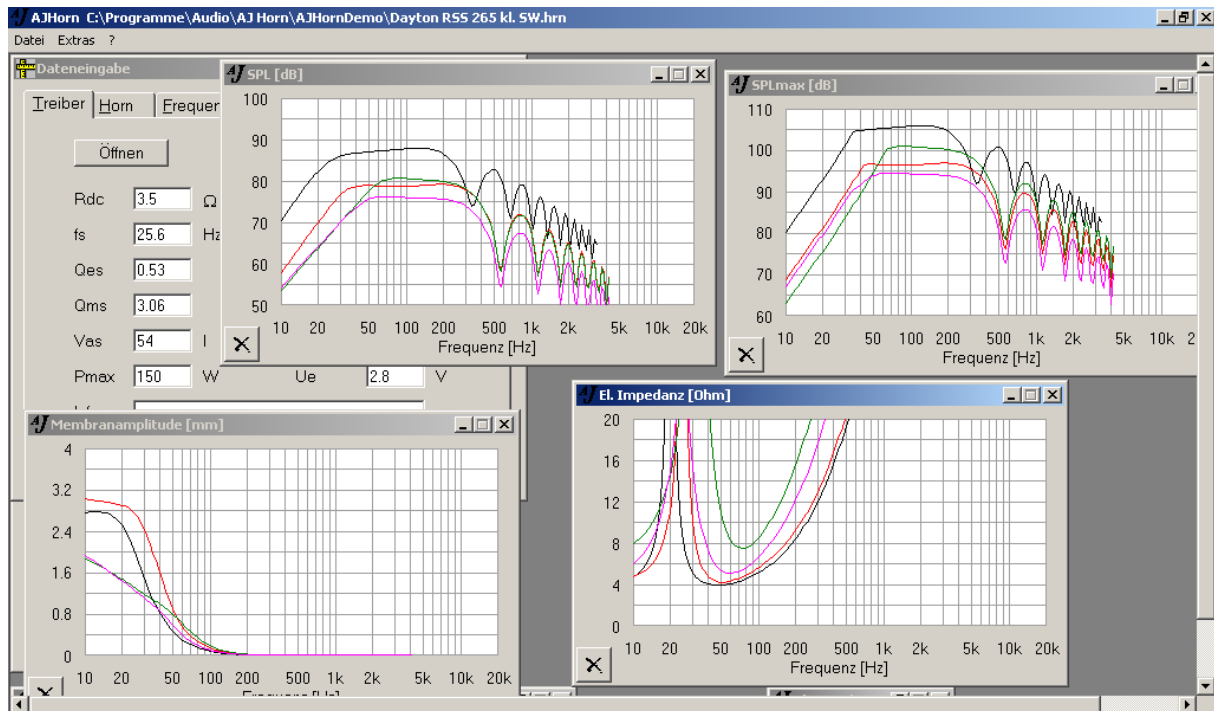 AJHorn C:\Programme\Audio\AJ Horn\AJHornDemo\Dayton RSS 265 kl. SW.hrn
Datei Extras ?
Dateneingabe
Treiber Horn Frequer
Öffnen
Rdc 3.5 Ω
fs 25.6 Hz
Qes 0.53
Qms 3.06
Vas 54 l
Pmax 150 W Ue 2.8 V
AJ SPL [dB]
100
90
80
70
60
50
10 20 50 100 200 500 1k 2k 5k 10k 20k
Frequenz [Hz]
AJ SPLmax [dB]
110
100
90
80
70
60
10 20 50 100 200 500 1k 2k 5k 10k 2
Frequenz [Hz]
AJ Membranamplitude [mm]
4
3.2
2.4
1.6
0.8
0
10 20 50 100 200 500 1k 2k 5k 10k 20k
AJ El. Impedanz [Ohm]
20
16
12
8
4
0
10 20 50 100 200 500 1k 2k 5k 10k 20k
Frequenz [Hz]